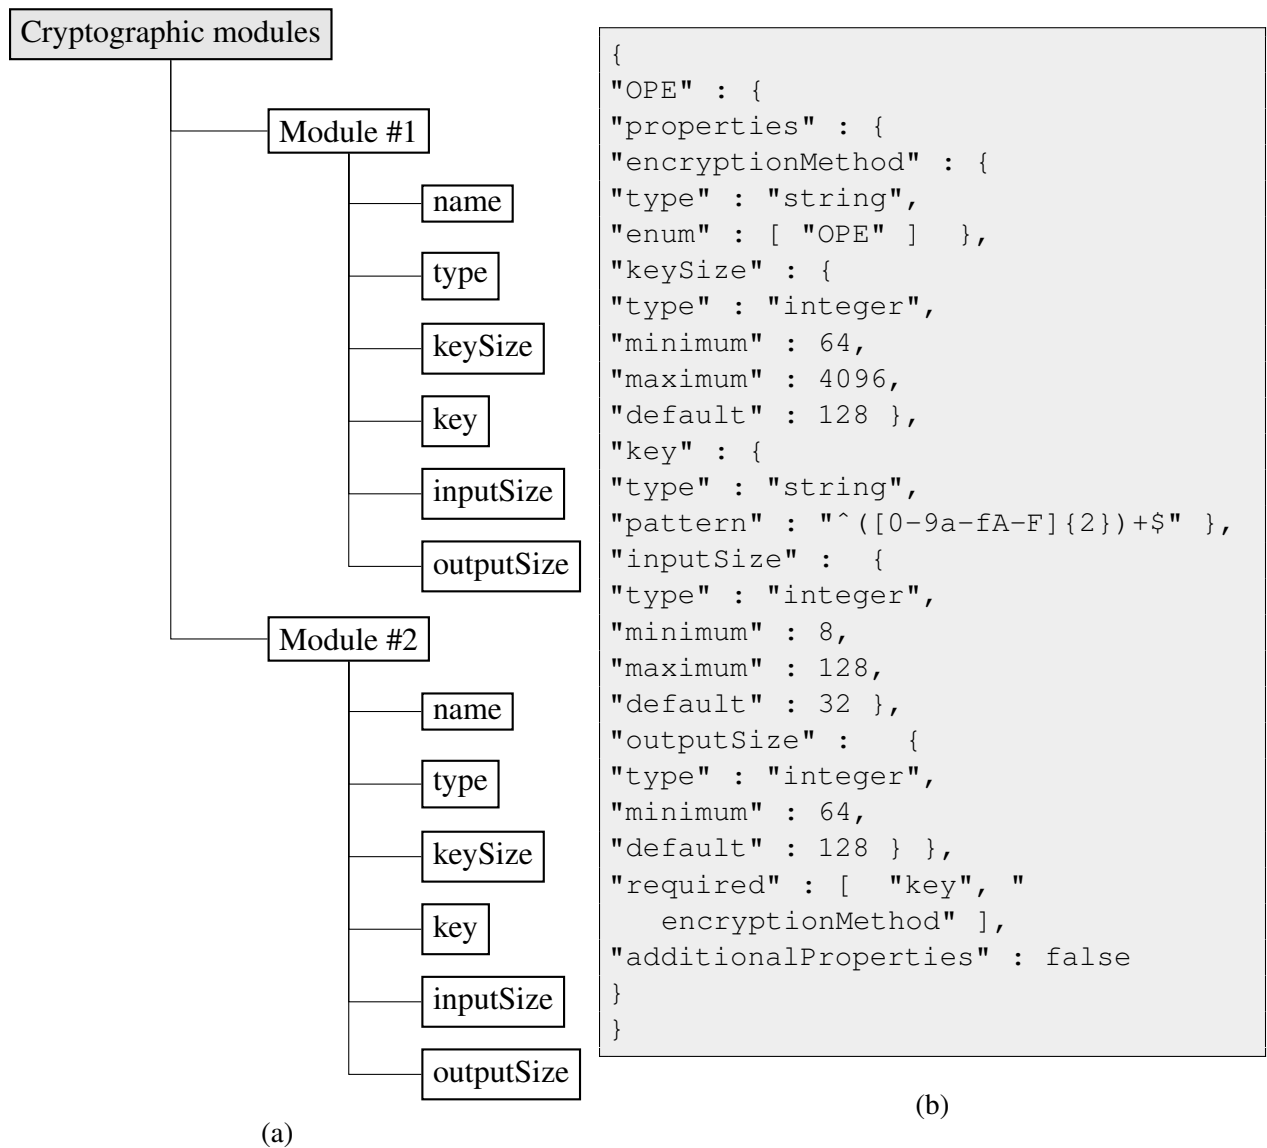 Cryptographic modules
Module #1
name
type
keySize
key
inputSize
outputSize
Module #2
name
type
keySize
key
inputSize
outputSize
(a)
{
"OPE" : {
"properties" : {
"encryptionMethod" : {
"type" : "string",
"enum" : [ "OPE" ]  },
"keySize" : {
"type" : "integer",
"minimum" : 64,
"maximum" : 4096,
"default" : 128 },
"key" : {
"type" : "string",
"pattern" : "^([0-9a-fA-F]{2})+$" },
"inputSize" :  {
"type" : "integer",
"minimum" : 8,
"maximum" : 128,
"default" : 32 },
"outputSize" :   {
"type" : "integer",
"minimum" : 64,
"default" : 128 } },
"required" : [  "key", "
encryptionMethod" ],
"additionalProperties" : false
}
}
(b)